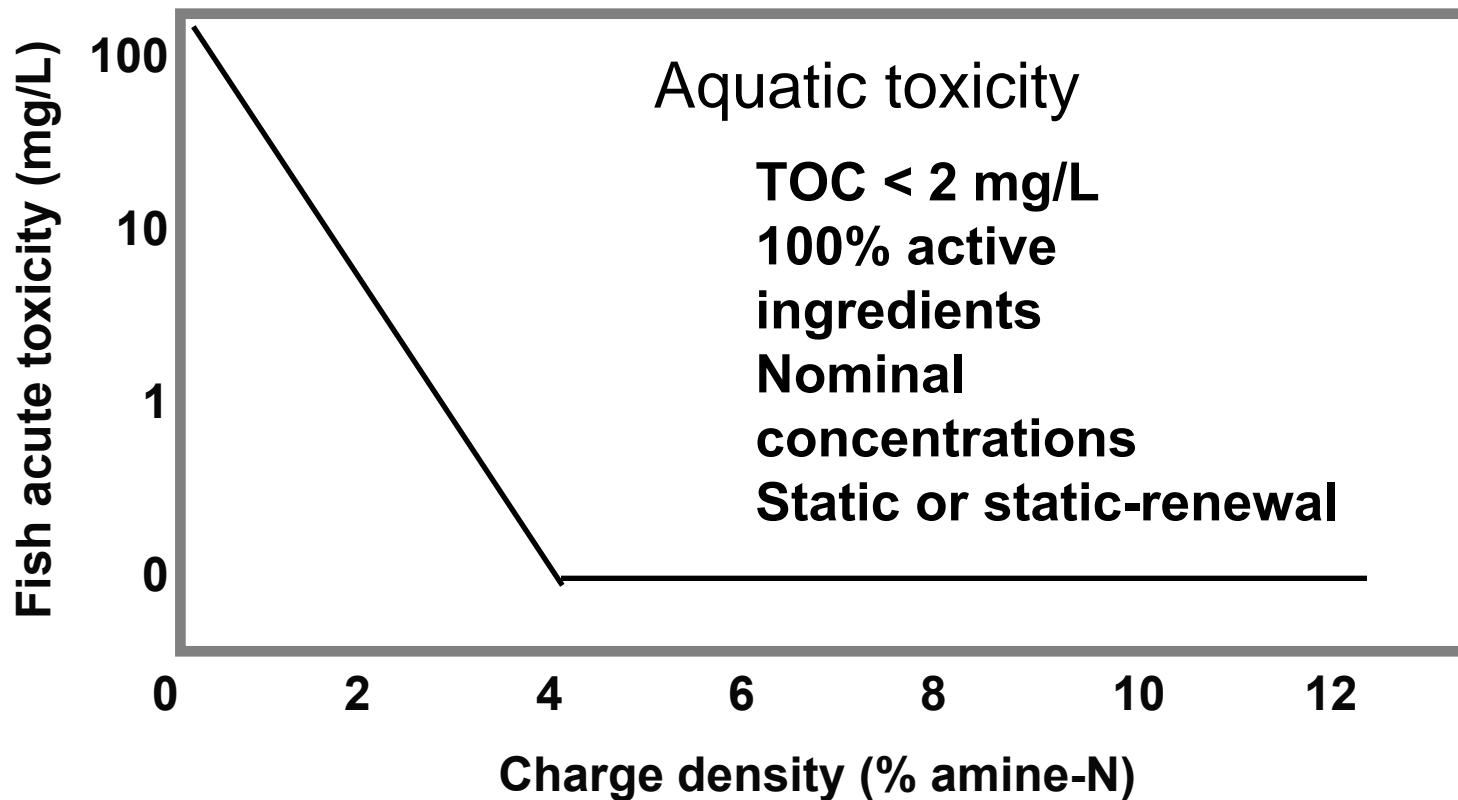 Fish acute toxicity (mg/L)
100
10
1
0
Aquatic toxicity
TOC < 2 mg/L
100% active
ingredients
Nominal
concentrations
Static or static-renewal
0 2 4 6 8 10 12
Charge density (% amine-N)